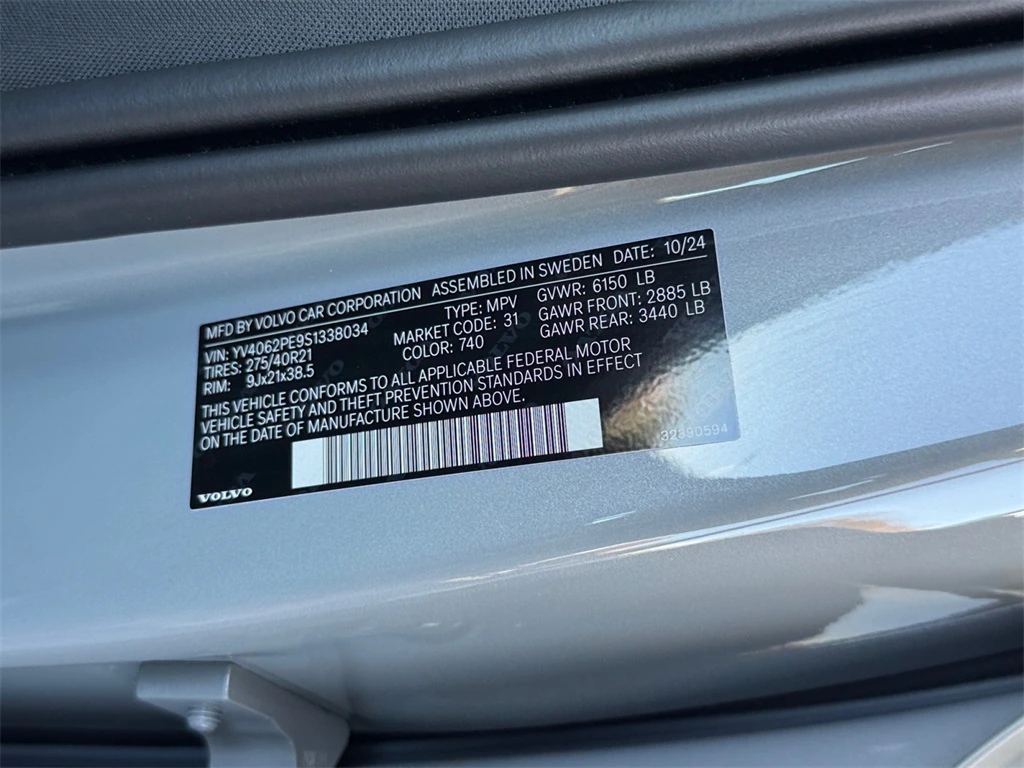 MFD BY VOLVO CAR CORPORATION ASSEMBLED IN SWEDEN DATE: 10/24
VIN: YV4062PE9S1338034 TYPE: MPV GVWR: 6150 LB
TIRES: 275/40R21 MARKET CODE: 31 GAWR FRONT: 2885 LB
RIM: 9Jx21x38.5 COLOR: 740 GAWR REAR: 3440 LB
THIS VEHICLE CONFORMS TO ALL APPLICABLE FEDERAL MOTOR
VEHICLE SAFETY AND THEFT PREVENTION STANDARDS IN EFFECT
ON THE DATE OF MANUFACTURE SHOWN ABOVE.
32390594
VOLVO